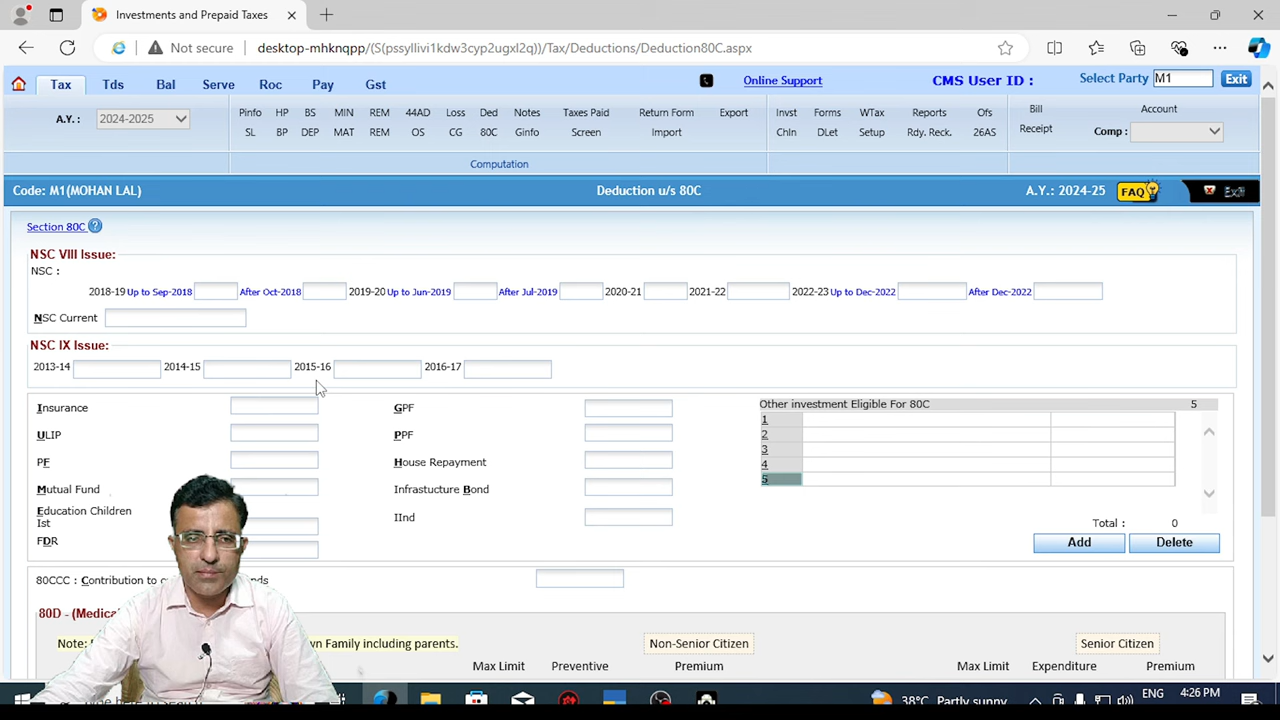 Investments and Prepaid Taxes
Not secure desktop-mhknqpp/(S(pssyllivi1kdw3cyp2ugxl2q))/Tax/Deductions/Deduction80C.aspx
Tax Tds Bal Serve Roc Pay Gst Online Support CMS User ID : Select Party M1 Exit
A.Y.: 2024-2025 Pinfo HP BS MIN REM 44AD Loss Ded Notes Taxes Paid Return Form Export Invst Forms WTax Reports Ofs Bill Account
SL BP DEP MAT REM OS CG 80C Ginfo Screen Import Chln DLet Setup Rdy. Reck. 26AS Receipt Comp :
Computation
Code: M1(MOHAN LAL) Deduction u/s 80C A.Y.: 2024-25 FAQ Exit
Section 80C ?
NSC VIII Issue:
NSC :
2018-19 Up to Sep-2018 After Oct-2018 2019-20 Up to Jun-2019 After Jul-2019 2020-21 2021-22 2022-23 Up to Dec-2022 After Dec-2022
NSC Current
NSC IX Issue:
2013-14 2014-15 2015-16 2016-17
Insurance GPF Other investment Eligible For 80C 5
1
ULIP PPF 2
3
PF House Repayment 4
5
Mutual Fund Infrastucture Bond
Education Children
Ist IInd Total : 0
FDR Add Delete
80CCC : Contribution to
80D - (Medical
Note: own Family including parents. Non-Senior Citizen Senior Citizen
Max Limit Preventive Premium Max Limit Expenditure Premium
38°C Partly sunny ENG 4:26 PM